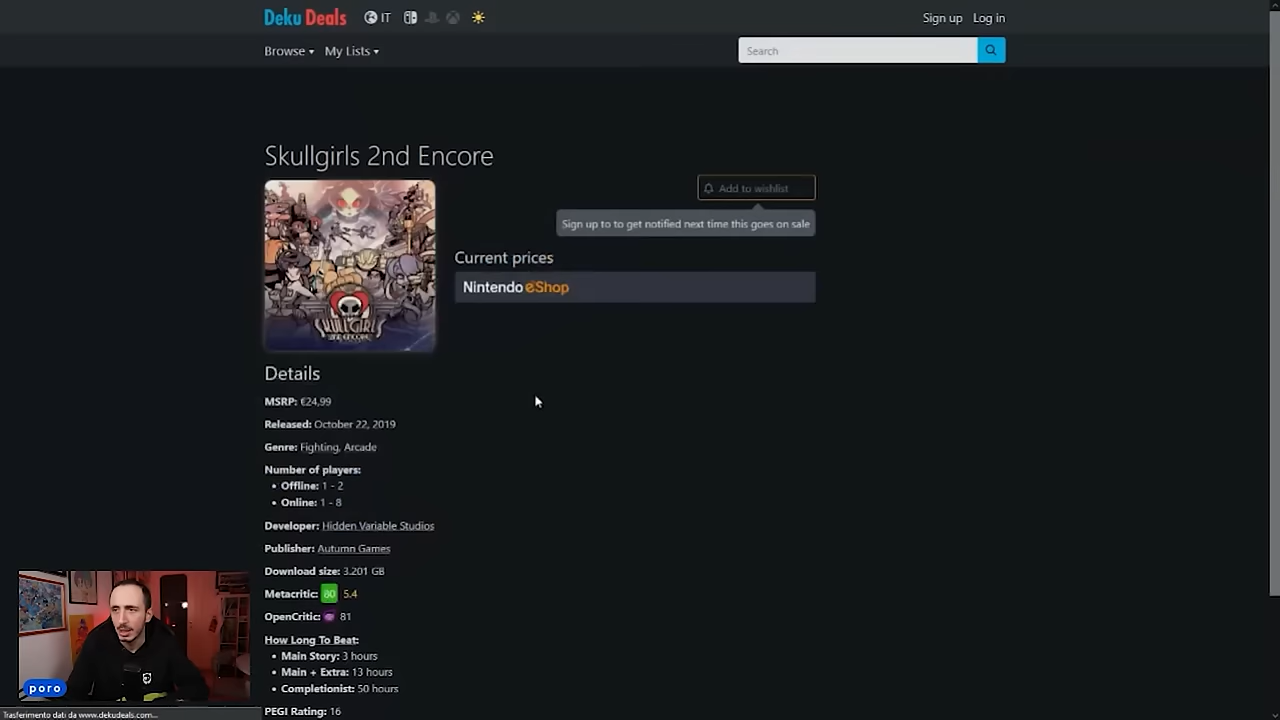 Deku Deals
IT
Sign up
Log in
Browse
My Lists
Search
Skullgirls 2nd Encore
Add to wishlist
Sign up to to get notified next time this goes on sale
Current prices
Nintendo eShop
SKULLGIRLS
2ND ENCORE
Details
MSRP: €24,99
Released: October 22, 2019
Genre: Fighting, Arcade
Number of players:
• Offline: 1 - 2
• Online: 1 - 8
Developer: Hidden Variable Studios
Publisher: Autumn Games
Download size: 3.201 GB
Metacritic: 80 5.4
OpenCritic: 81
How Long To Beat:
• Main Story: 3 hours
• Main + Extra: 13 hours
• Completionist: 50 hours
PEGI Rating: 16
poro
Trasferimento dati da www.dekudeals.com...